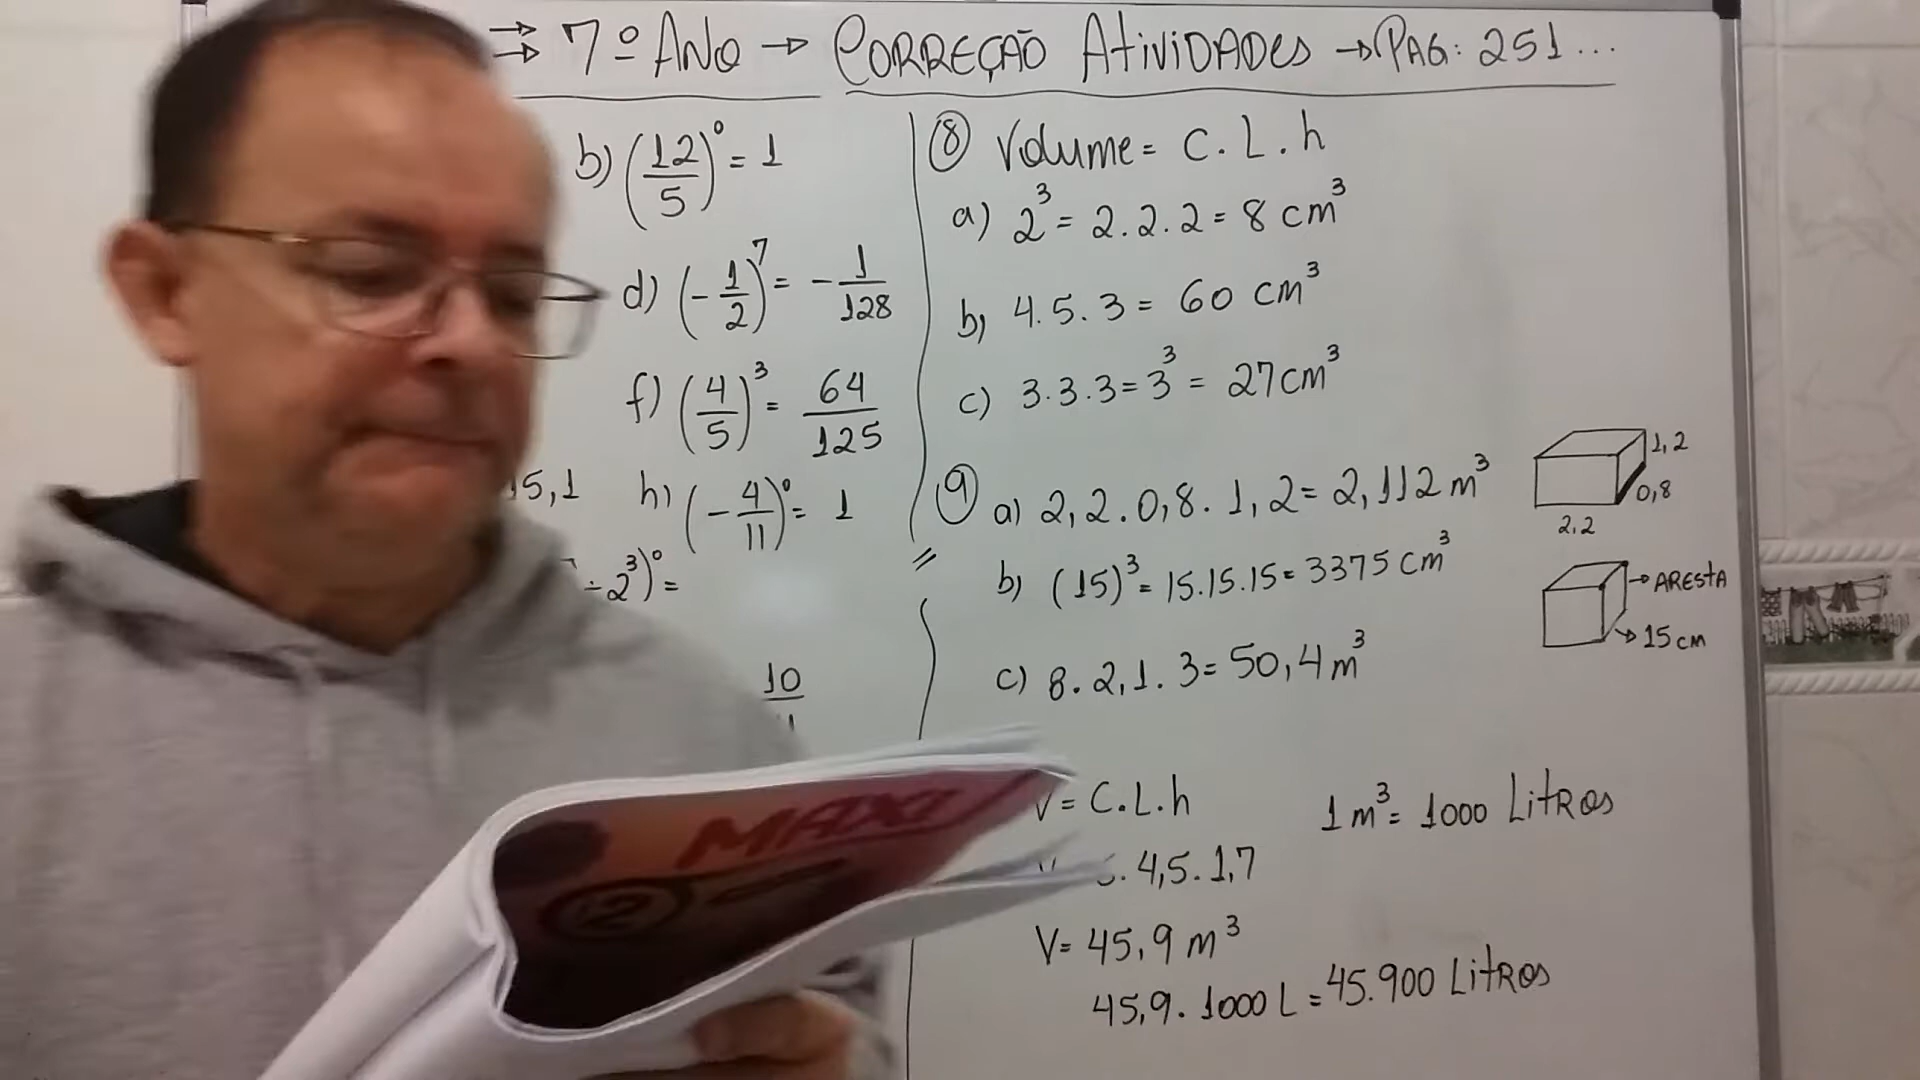 ⇒ 7º ANO → CORREÇÃO ATIVIDADES → PAG: 251...
b) (12/5)⁰ = 1
d) (-1/2)⁷ = -1/128
f) (4/5)³ = 64/125
15,1 h) (-4/11)⁰ = 1
÷2³)⁰ =
10
⑧ Volume = C.L.h
a) 2³ = 2.2.2 = 8 cm³
b) 4.5.3 = 60 cm³
c) 3.3.3 = 3³ = 27 cm³
⑨ a) 2,2.0,8.1,2 = 2,112 m³
1,2
0,8
2,2
b) (15)³ = 15.15.15 = 3375 cm³
→ ARESTA
→ 15 cm
c) 8.2,1.3 = 50,4 m³
V = C.L.h
1 m³ = 1000 LITROS
. 4,5.1,7
V = 45,9 m³
45,9.1000 L = 45.900 LITROS
MAXI
2